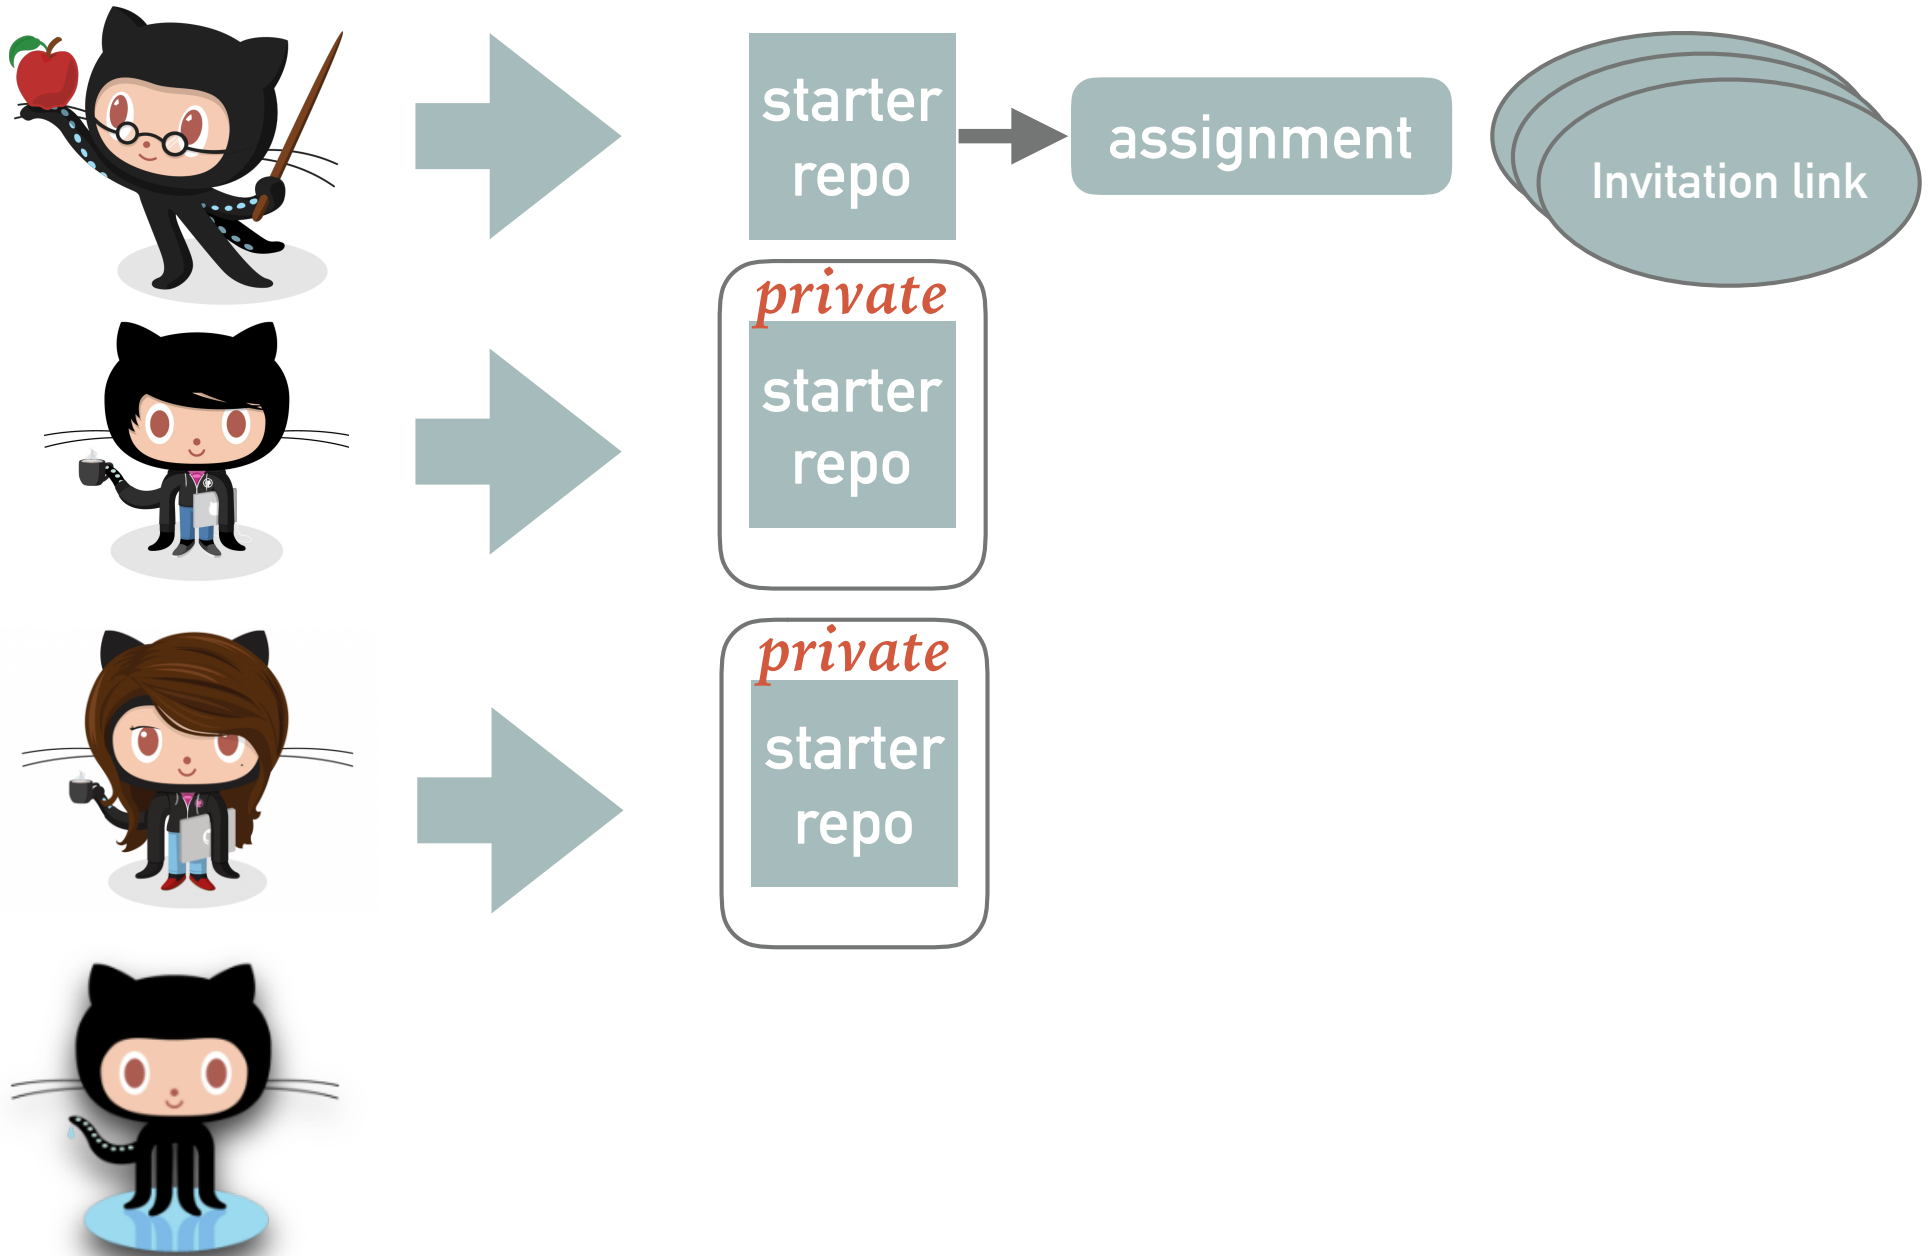 starter
repo
assignment
Invitation link
private
starter
repo
private
starter
repo